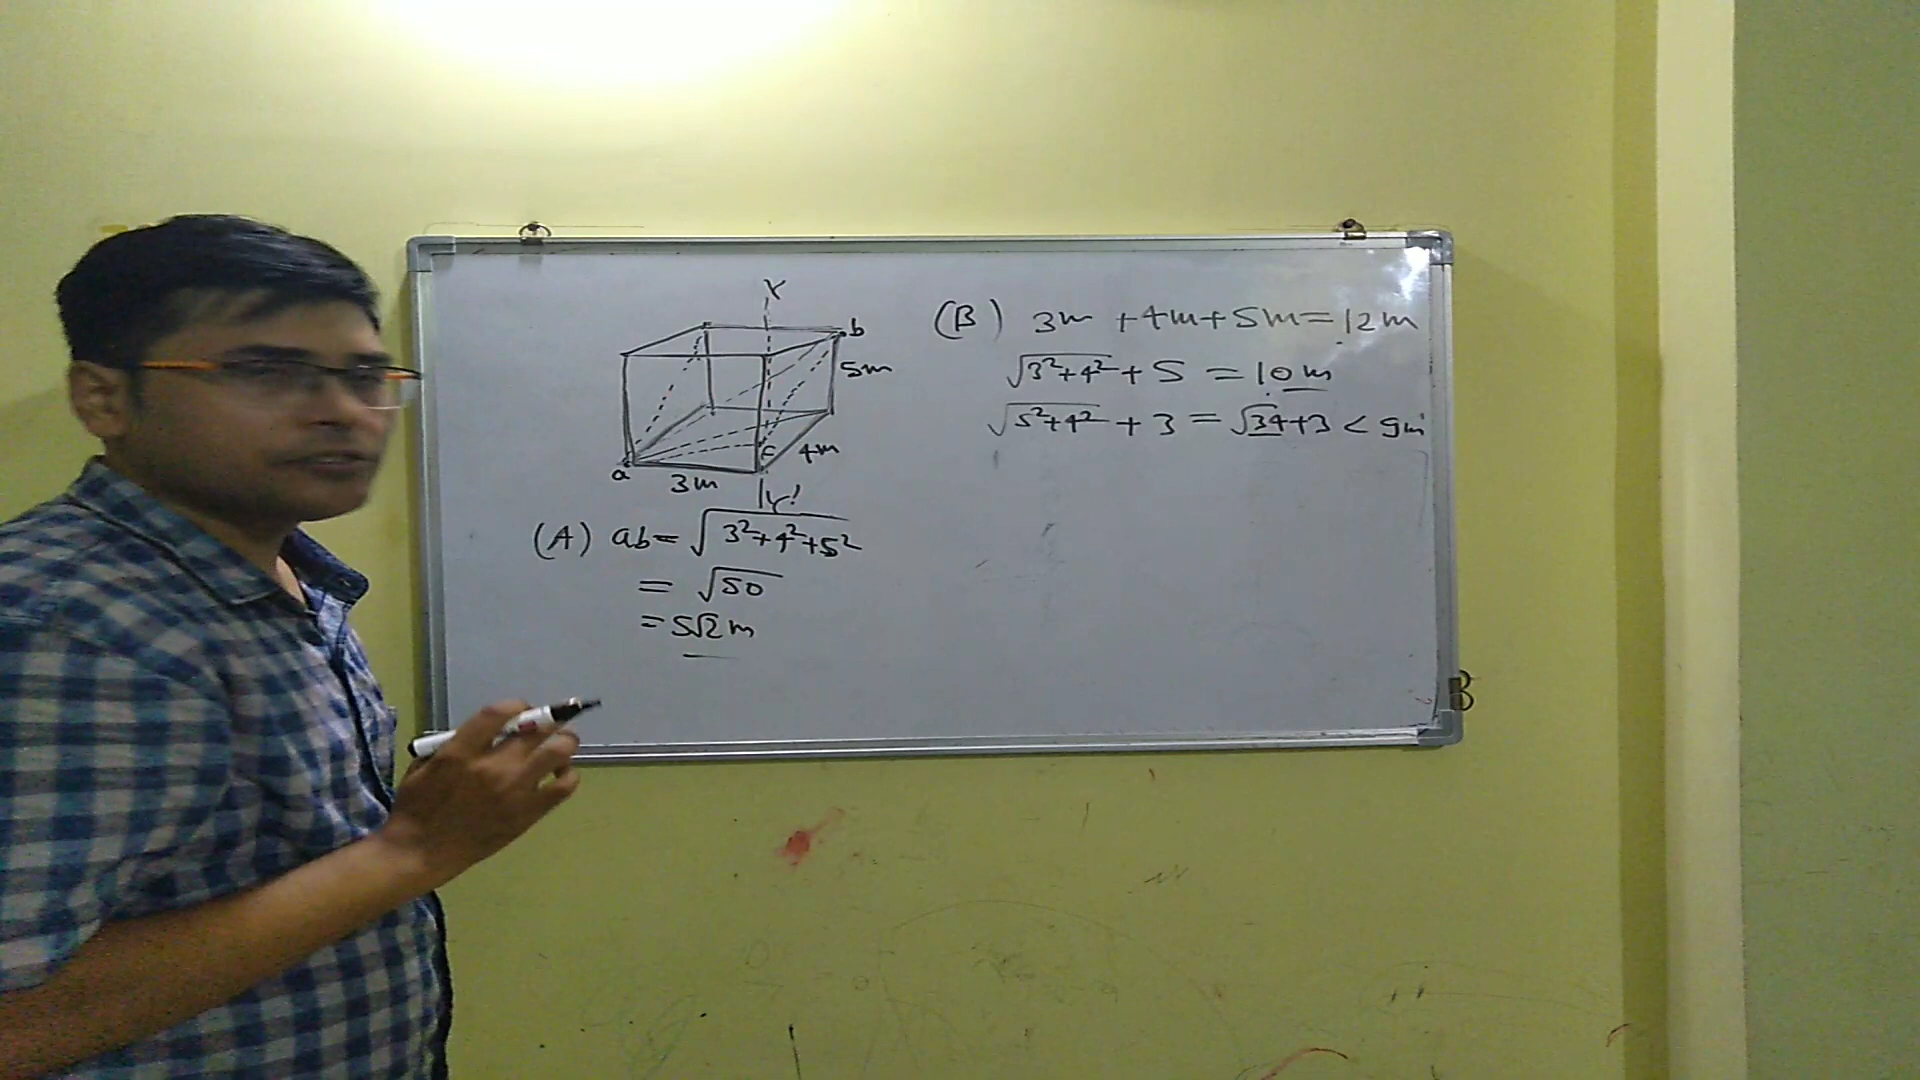 Y
b
5m
c
4m
a
3m
Y'
(A) ab = √3²+4²+5²
= √50
= 5√2 m
(B) 3m + 4m + 5m = 12m
√3²+4² + 5 = 10 m
√5²+4² + 3 = √34+3 < 9m
B